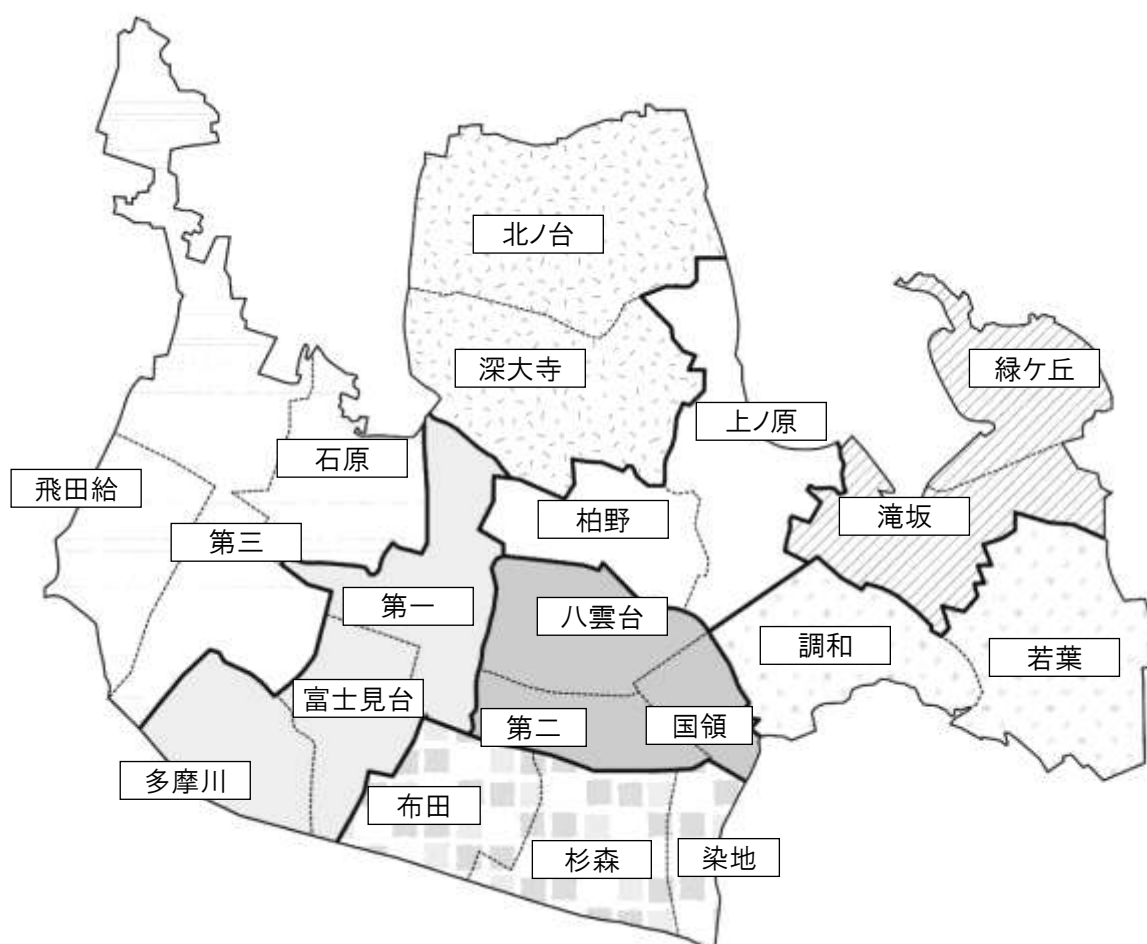 北ノ台
深大寺
緑ケ丘
上ノ原
石原
飛田給
柏野
滝坂
第三
第一
八雲台
調和
若葉
富士見台
第二
国領
多摩川
布田
杉森
染地